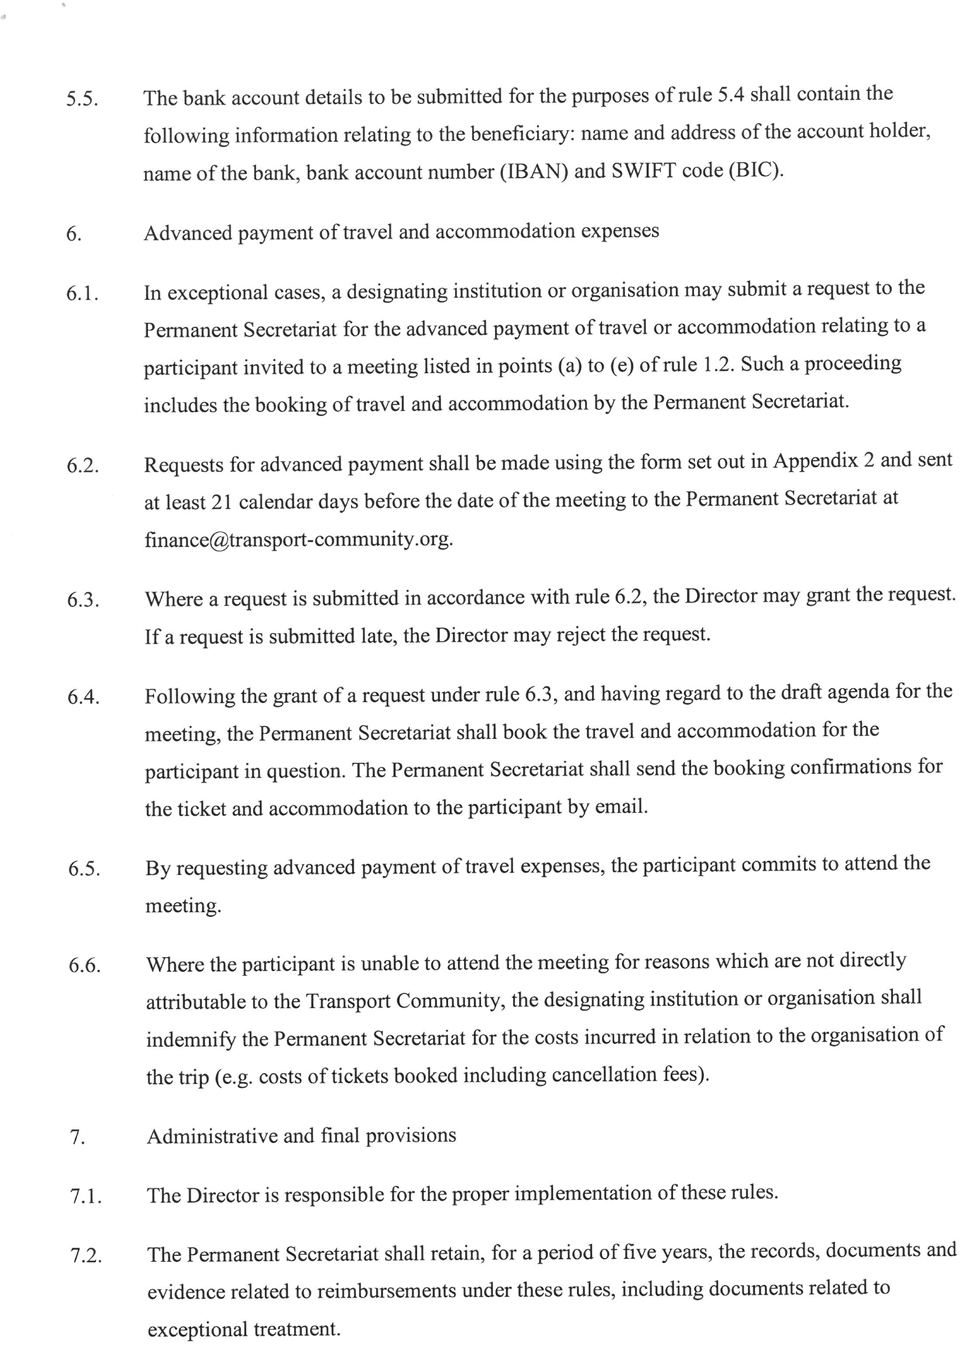 5.5. The bank account details to be submitted for the purposes of rule 5.4 shall contain the
following information relating to the beneficiary: name and address of the account holder,
name of the bank, bank account number (IBAN) and SWIFT code (BIC).
6. Advanced payment of travel and accommodation expenses
6.1. In exceptional cases, a designating institution or organisation may submit a request to the
Permanent Secretariat for the advanced payment of travel or accommodation relating to a
participant invited to a meeting listed in points (a) to (e) of rule 1.2. Such a proceeding
includes the booking of travel and accommodation by the Permanent Secretariat.
6.2. Requests for advanced payment shall be made using the form set out in Appendix 2 and sent
at least 21 calendar days before the date of the meeting to the Permanent Secretariat at
finance@transport-community.org.
6.3. Where a request is submitted in accordance with rule 6.2, the Director may grant the request.
If a request is submitted late, the Director may reject the request.
6.4. Following the grant of a request under rule 6.3, and having regard to the draft agenda for the
meeting, the Permanent Secretariat shall book the travel and accommodation for the
participant in question. The Permanent Secretariat shall send the booking confirmations for
the ticket and accommodation to the participant by email.
6.5. By requesting advanced payment of travel expenses, the participant commits to attend the
meeting.
6.6. Where the participant is unable to attend the meeting for reasons which are not directly
attributable to the Transport Community, the designating institution or organisation shall
indemnify the Permanent Secretariat for the costs incurred in relation to the organisation of
the trip (e.g. costs of tickets booked including cancellation fees).
7. Administrative and final provisions
7.1. The Director is responsible for the proper implementation of these rules.
7.2. The Permanent Secretariat shall retain, for a period of five years, the records, documents and
evidence related to reimbursements under these rules, including documents related to
exceptional treatment.